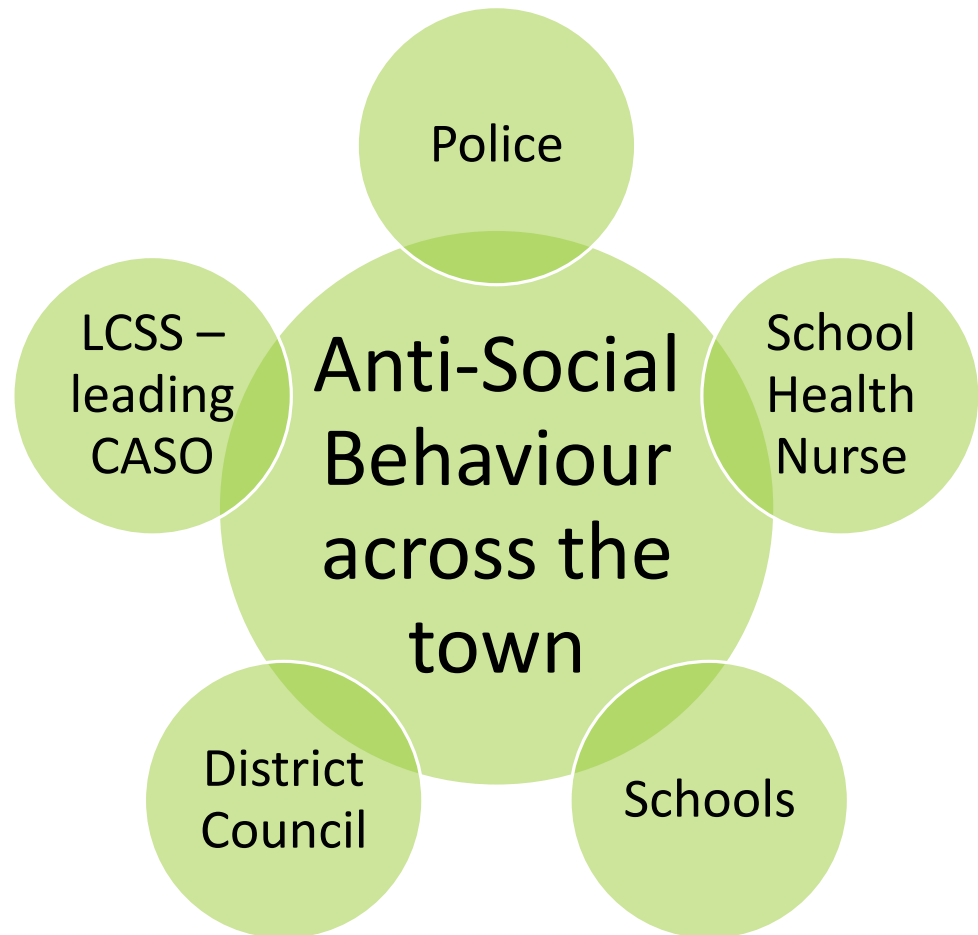 Police
LCSS –
leading
CASO
Anti-Social
Behaviour
across the
town
School
Health
Nurse
District
Council
Schools